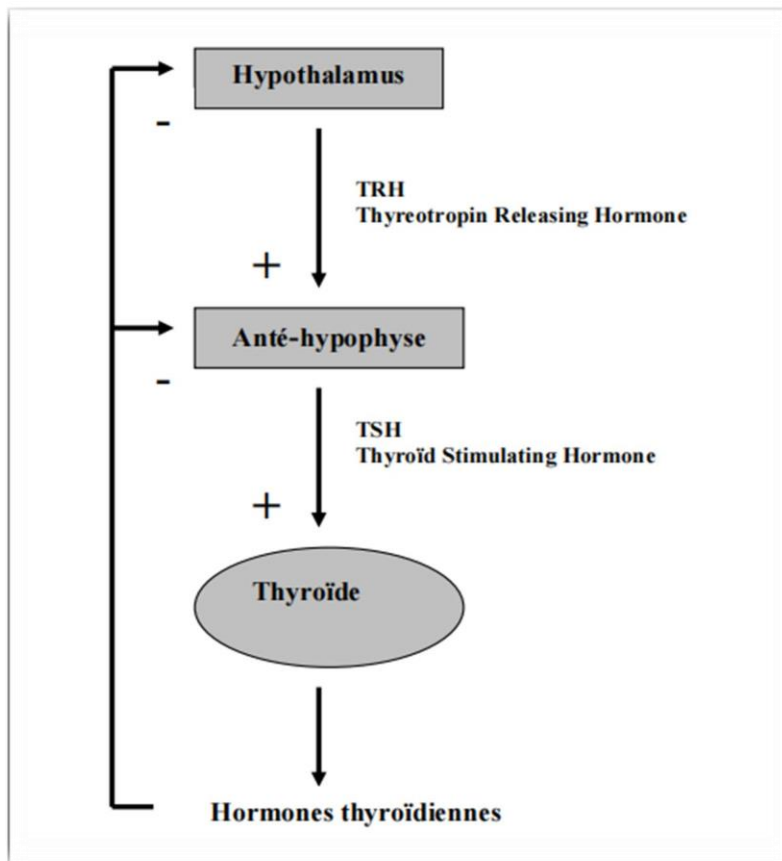 Hypothalamus
-
TRH
Thyreotropin Releasing Hormone
+
Anté-hypophyse
-
TSH
Thyroïd Stimulating Hormone
+
Thyroïde
Hormones thyroïdiennes